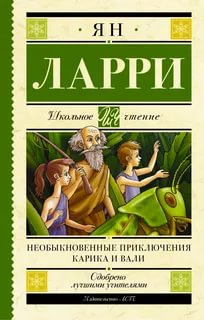 ЯН
ЛАРРИ
Школьное чтение
НЕОБЫКНОВЕННЫЕ ПРИКЛЮЧЕНИЯ
КАРИКА И ВАЛИ
Одобрено
лучшими учителями
Издательство АСТ